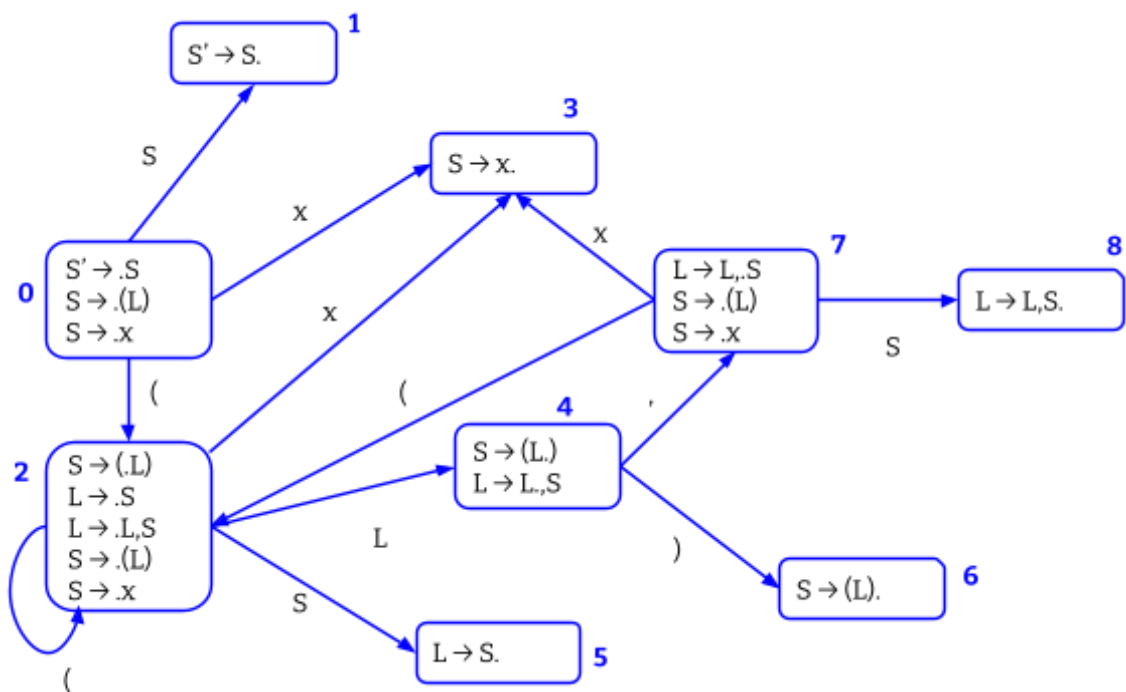 1
S' → S.
S
3
S → x.
x
0
S' → .S
S → .(L)
S → .x
x
x
7
L → L,.S
S → .(L)
S → .x
8
L → L,S.
S
(
(
,
2
S → (.L)
L → .S
L → .L,S
S → .(L)
S → .x
4
S → (L.)
L → L.,S
L
)
6
S → (L).
S
5
L → S.
(